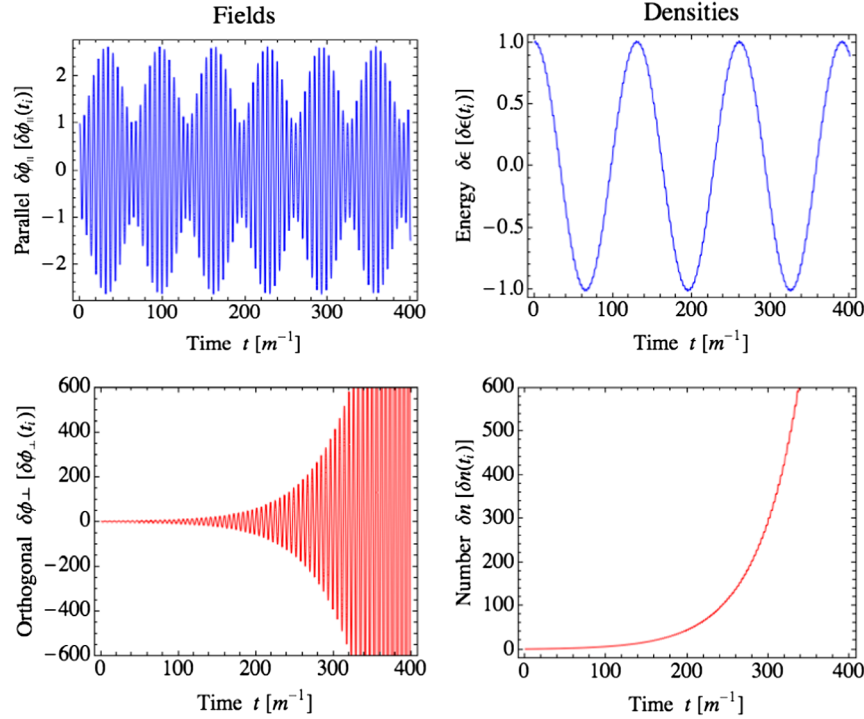 Fields
Densities
Parallel δϕ∥ [δϕ∥(tᵢ)]
2
1
0
−1
−2
0 100 200 300 400
Time t [m⁻¹]
Energy δϵ [δϵ(tᵢ)]
1.0
0.5
0.0
−0.5
−1.0
0 100 200 300 400
Time t [m⁻¹]
Orthogonal δϕ⊥ [δϕ⊥(tᵢ)]
600
400
200
0
−200
−400
−600
0 100 200 300 400
Time t [m⁻¹]
Number δn [δn(tᵢ)]
600
500
400
300
200
100
0
0 100 200 300 400
Time t [m⁻¹]